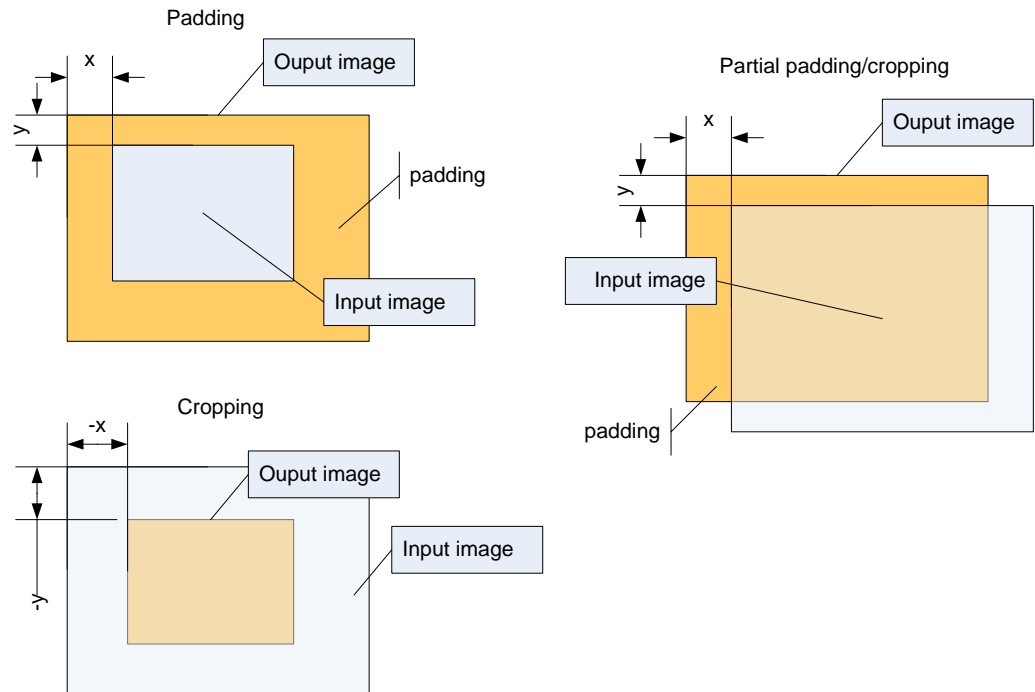 Padding
x
Ouput image
y
padding
Input image
Partial padding/cropping
x
Ouput image
y
Input image
padding
Cropping
-x
Ouput image
Input image
-y